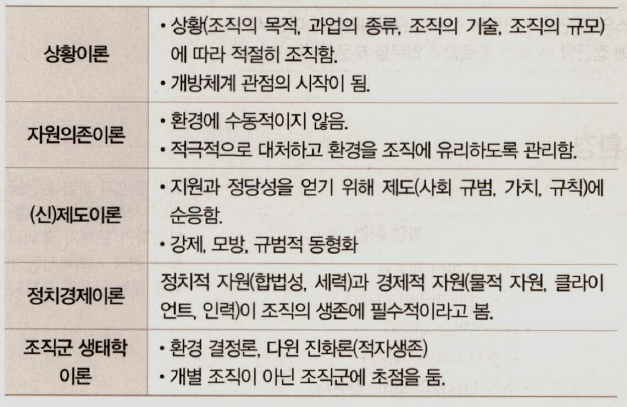 상황이론
• 상황(조직의 목적, 과업의 종류, 조직의 기술, 조직의 규모)
에 따라 적절히 조직함.
• 개방체계 관점의 시작이 됨.
자원의존이론
• 환경에 수동적이지 않음.
• 적극적으로 대처하고 환경을 조직에 유리하도록 관리함.
(신)제도이론
• 지원과 정당성을 얻기 위해 제도(사회 규범, 가치, 규칙)에
순응함.
• 강제, 모방, 규범적 동형화
정치경제이론
정치적 자원(합법성, 세력)과 경제적 자원(물적 자원, 클라이
언트, 인력)이 조직의 생존에 필수적이라고 봄.
조직군 생태학
이론
• 환경 결정론, 다윈 진화론(적자생존)
• 개별 조직이 아닌 조직군에 초점을 둠.